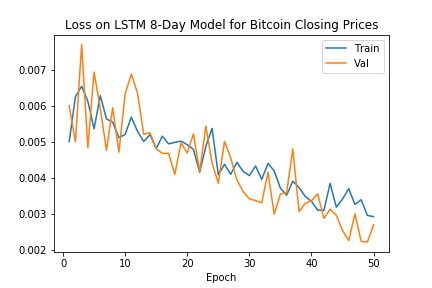 Loss on LSTM 8-Day Model for Bitcoin Closing Prices
Train
Val
0.007
0.006
0.005
0.004
0.003
0.002
0 10 20 30 40 50
Epoch